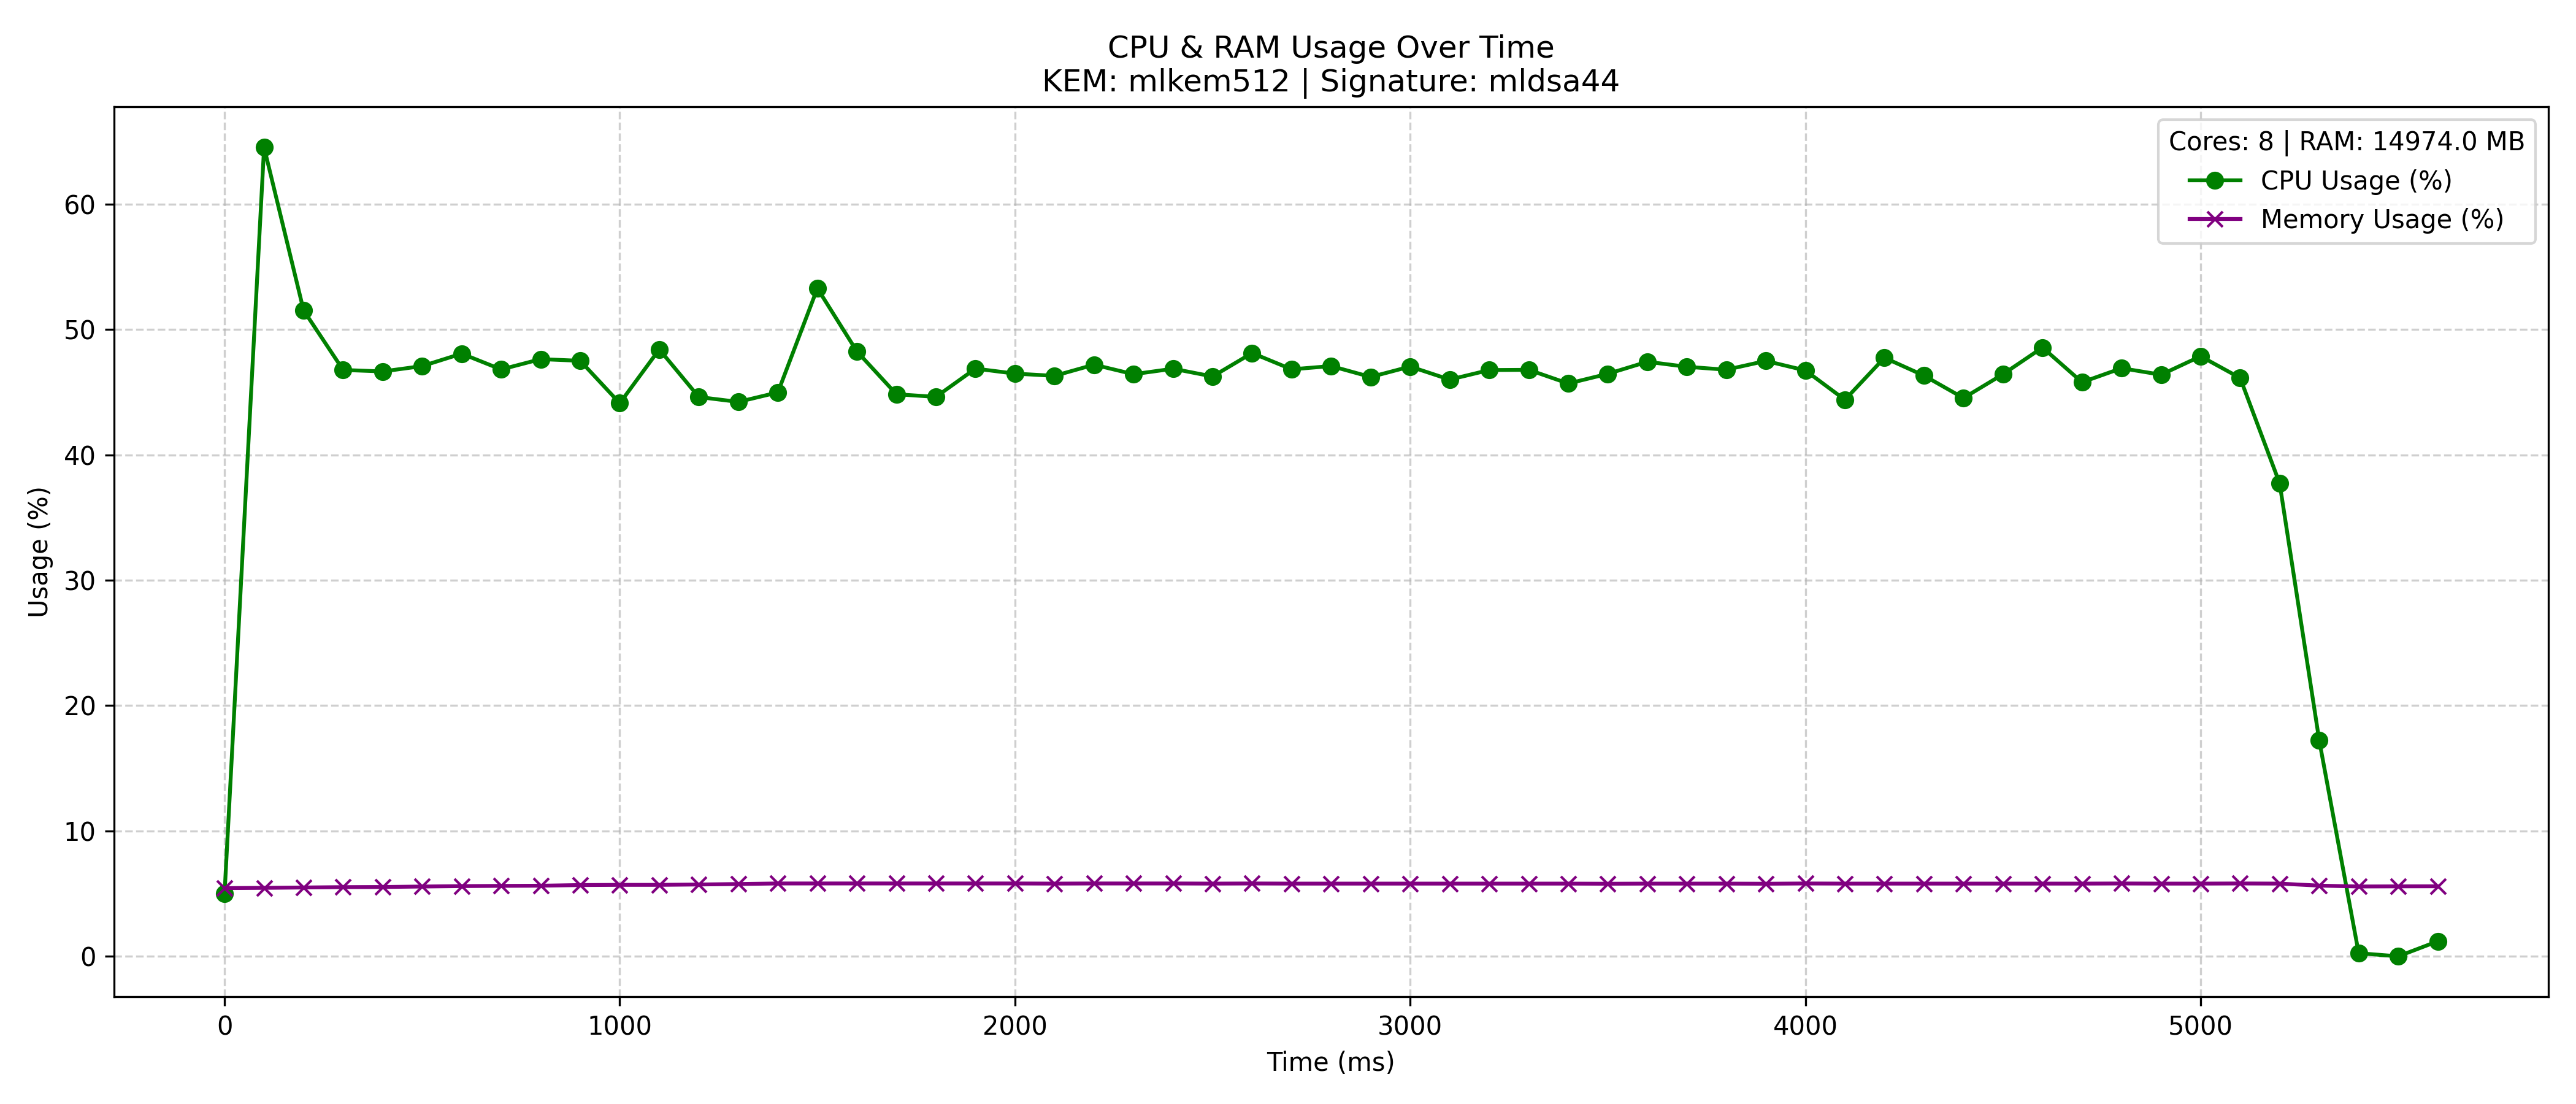 CPU & RAM Usage Over Time
KEM: mlkem512 | Signature: mldsa44
Cores: 8 | RAM: 14974.0 MB
CPU Usage (%)
Memory Usage (%)
Usage (%)
60
50
40
30
20
10
0
0 1000 2000 3000 4000 5000
Time (ms)